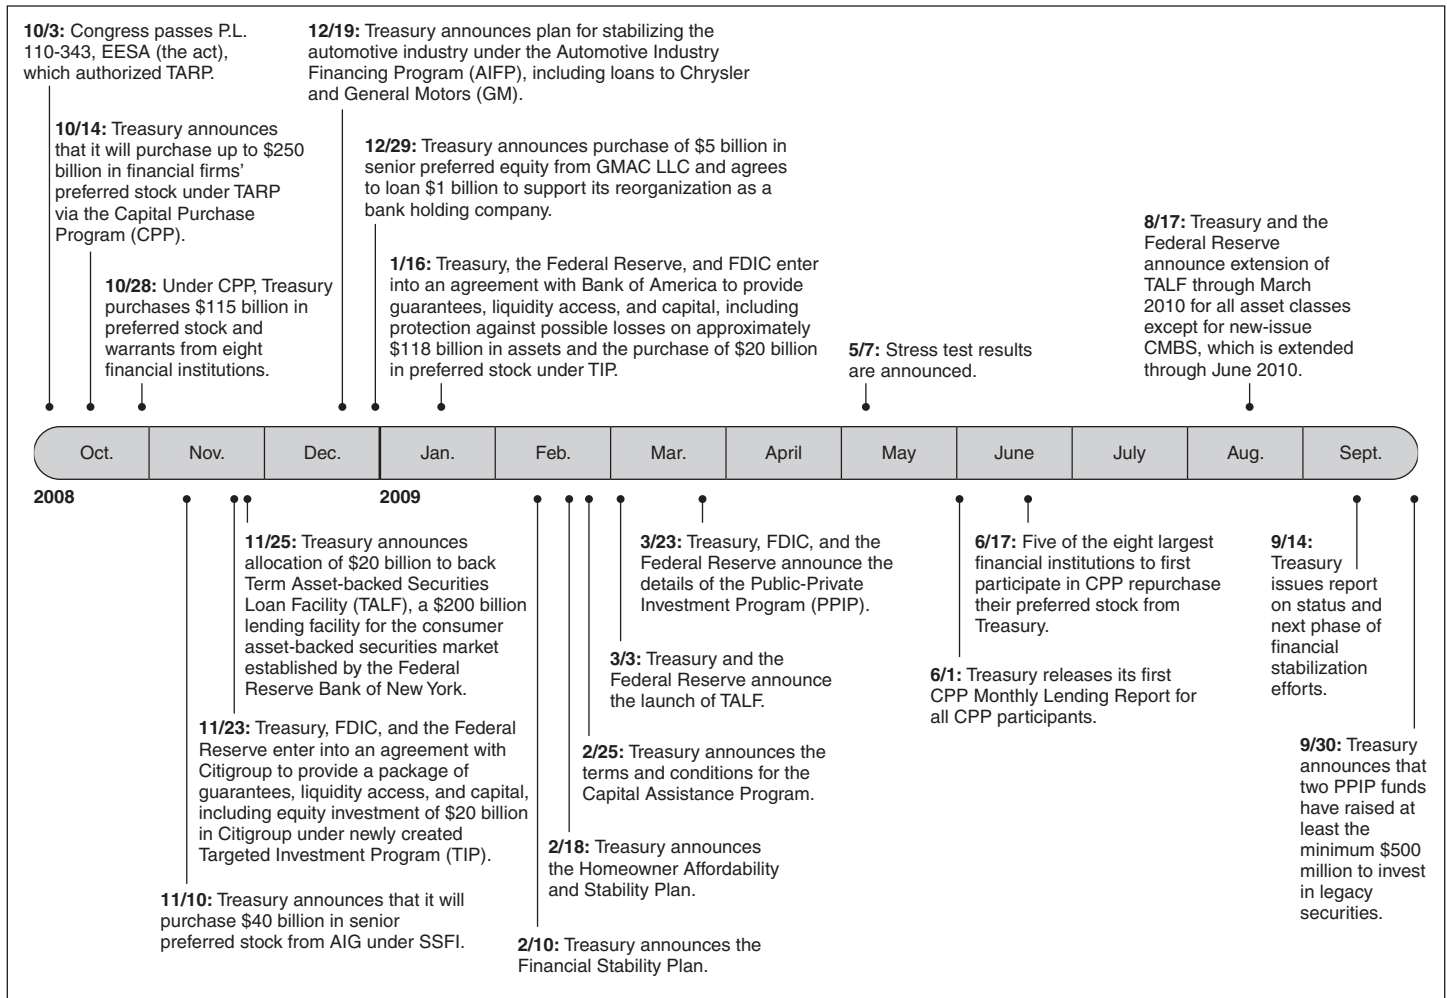 10/3: Congress passes P.L.
110-343, EESA (the act),
which authorized TARP.
10/14: Treasury announces
that it will purchase up to $250
billion in financial firms'
preferred stock under TARP
via the Capital Purchase
Program (CPP).
10/28: Under CPP, Treasury
purchases $115 billion in
preferred stock and
warrants from eight
financial institutions.
12/19: Treasury announces plan for stabilizing the
automotive industry under the Automotive Industry
Financing Program (AIFP), including loans to Chrysler
and General Motors (GM).
12/29: Treasury announces purchase of $5 billion in
senior preferred equity from GMAC LLC and agrees
to loan $1 billion to support its reorganization as a
bank holding company.
1/16: Treasury, the Federal Reserve, and FDIC enter
into an agreement with Bank of America to provide
guarantees, liquidity access, and capital, including
protection against possible losses on approximately
$118 billion in assets and the purchase of $20 billion
in preferred stock under TIP.
5/7: Stress test results
are announced.
8/17: Treasury and the
Federal Reserve
announce extension of
TALF through March
2010 for all asset classes
except for new-issue
CMBS, which is extended
through June 2010.
Oct. Nov. Dec. Jan. Feb. Mar. April May June July Aug. Sept.
2008 2009
11/25: Treasury announces
allocation of $20 billion to back
Term Asset-backed Securities
Loan Facility (TALF), a $200 billion
lending facility for the consumer
asset-backed securities market
established by the Federal
Reserve Bank of New York.
11/23: Treasury, FDIC, and the Federal
Reserve enter into an agreement with
Citigroup to provide a package of
guarantees, liquidity access, and capital,
including equity investment of $20 billion
in Citigroup under newly created
Targeted Investment Program (TIP).
11/10: Treasury announces that it will
purchase $40 billion in senior
preferred stock from AIG under SSFI.
3/23: Treasury, FDIC, and the
Federal Reserve announce the
details of the Public-Private
Investment Program (PPIP).
3/3: Treasury and the
Federal Reserve announce
the launch of TALF.
2/25: Treasury announces the
terms and conditions for the
Capital Assistance Program.
2/18: Treasury announces
the Homeowner Affordability
and Stability Plan.
2/10: Treasury announces the
Financial Stability Plan.
6/17: Five of the eight largest
financial institutions to first
participate in CPP repurchase
their preferred stock from
Treasury.
6/1: Treasury releases its first
CPP Monthly Lending Report for
all CPP participants.
9/14:
Treasury
issues report
on status and
next phase of
financial
stabilization
efforts.
9/30: Treasury
announces that
two PPIP funds
have raised at
least the
minimum $500
million to invest
in legacy
securities.